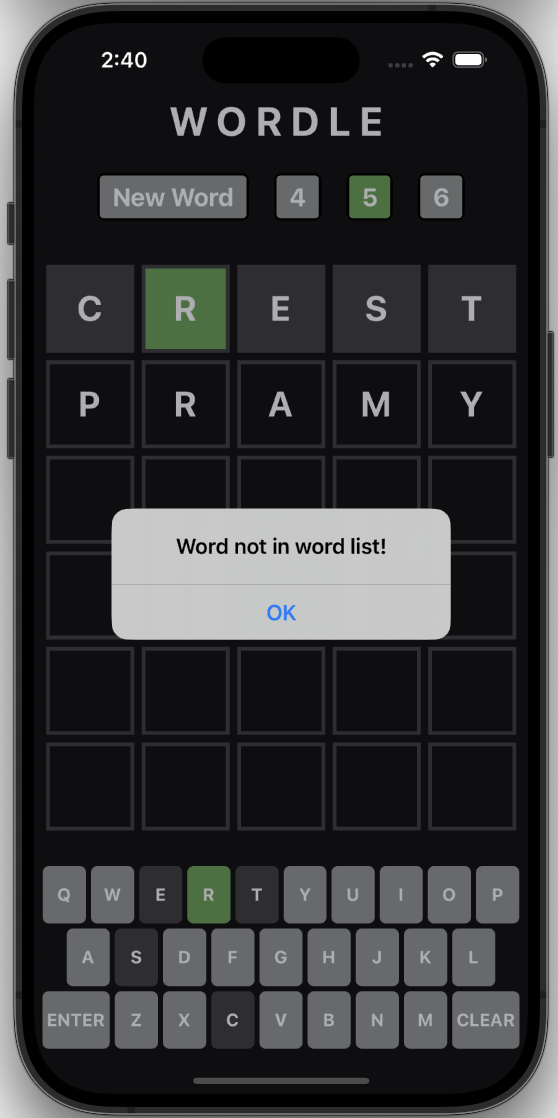 2:40
WORDLE
New Word 4 5 6
C R E S T
P R A M Y
Word not in word list!
OK
Q W E R T Y U I O P
A S D F G H J K L
ENTER Z X C V B N M CLEAR